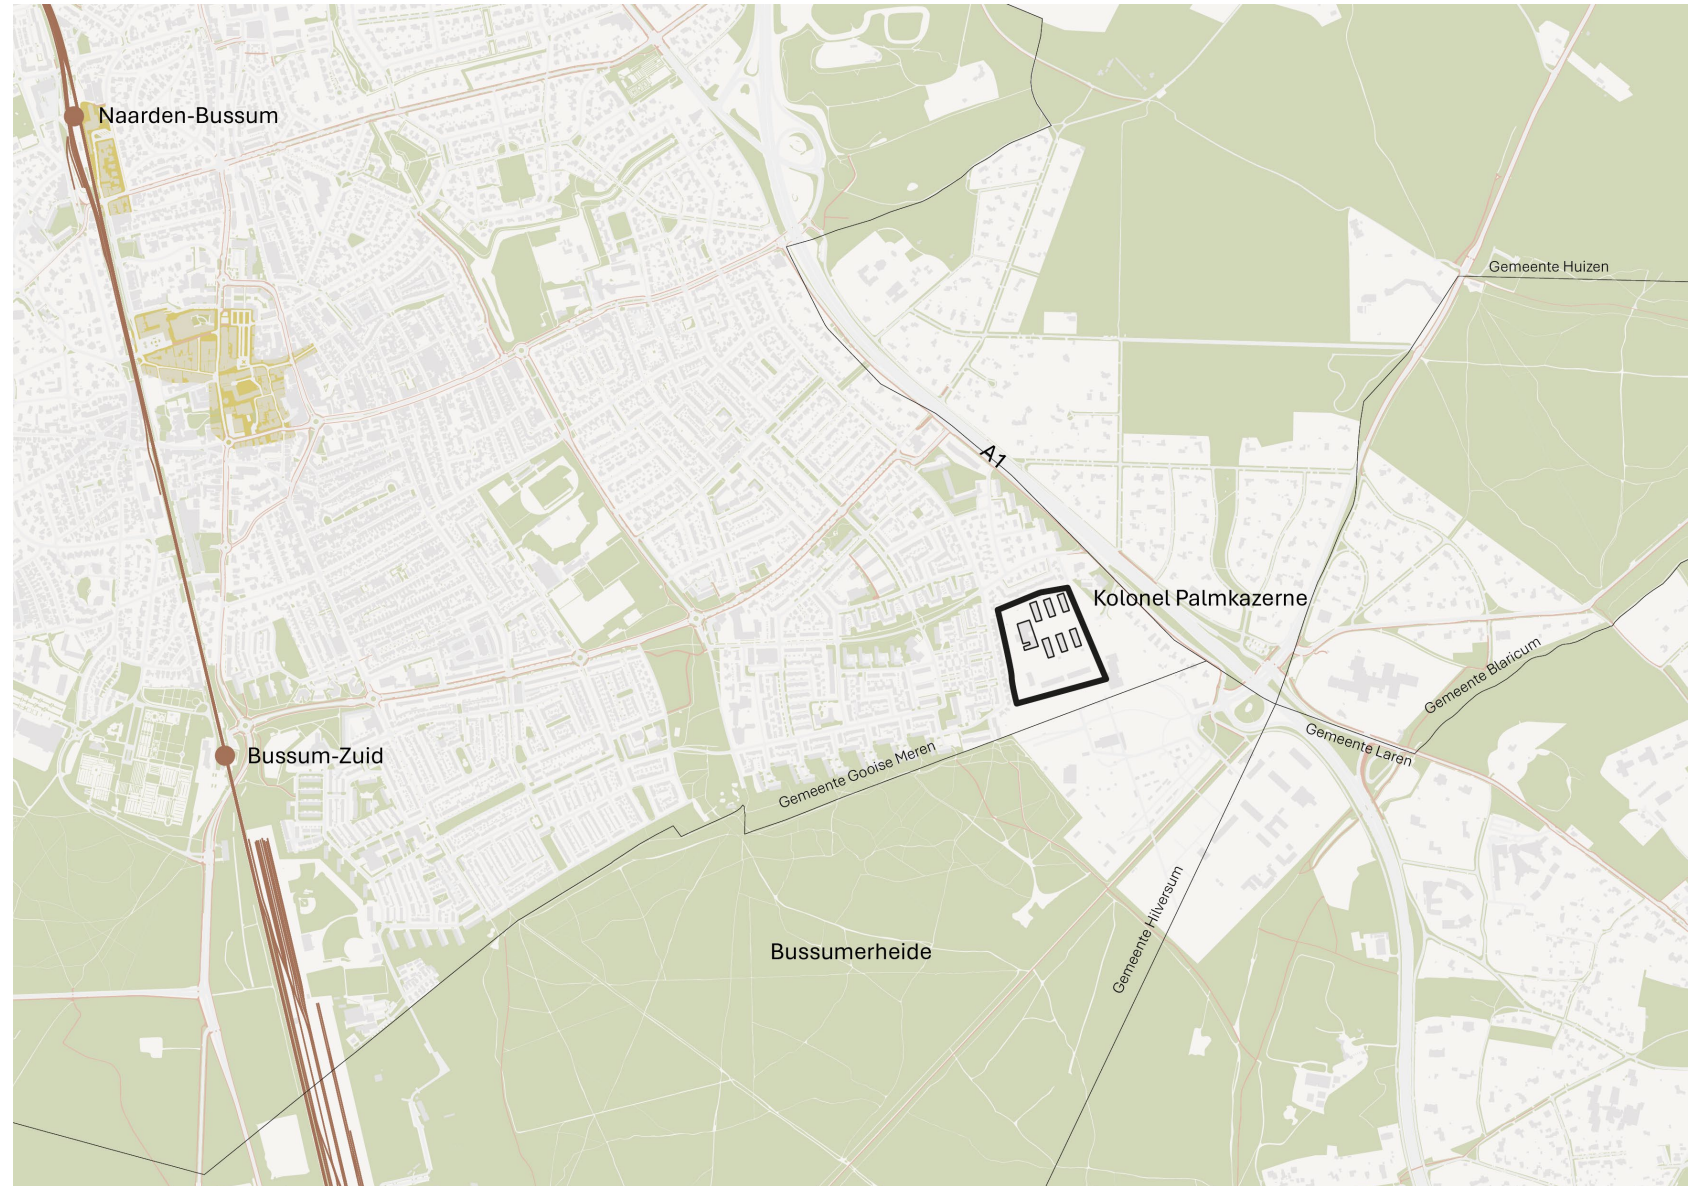 Naarden-Bussum
Gemeente Huizen
A1
Kolonel Palmkazerne
Gemeente Blaricum
Gemeente Laren
Bussum-Zuid
Gemeente Gooise Meren
Gemeente Hilversum
Bussumerheide